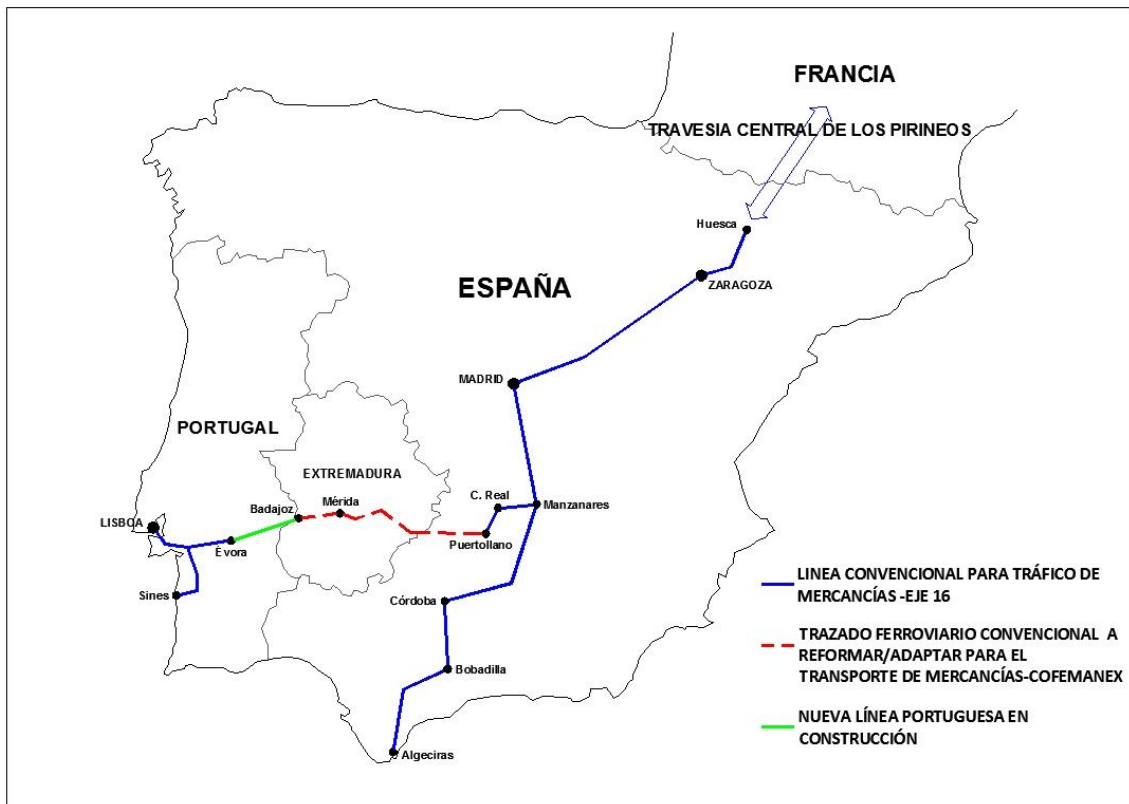 FRANCIA
TRAVESIA CENTRAL DE LOS PIRINEOS
Huesca
ZARAGOZA
ESPAÑA
MADRID
PORTUGAL
EXTREMADURA
Mérida
Badajoz
C. Real
Manzanares
LISBOA
Évora
Puertollano
Sines
Córdoba
Bobadilla
Algeciras
LINEA CONVENCIONAL PARA TRÁFICO DE
MERCANCÍAS -EJE 16
TRAZADO FERROVIARIO CONVENCIONAL A
REFORMAR/ADAPTAR PARA EL
TRANSPORTE DE MERCANCÍAS-COFEMANEX
NUEVA LÍNEA PORTUGUESA EN
CONSTRUCCIÓN